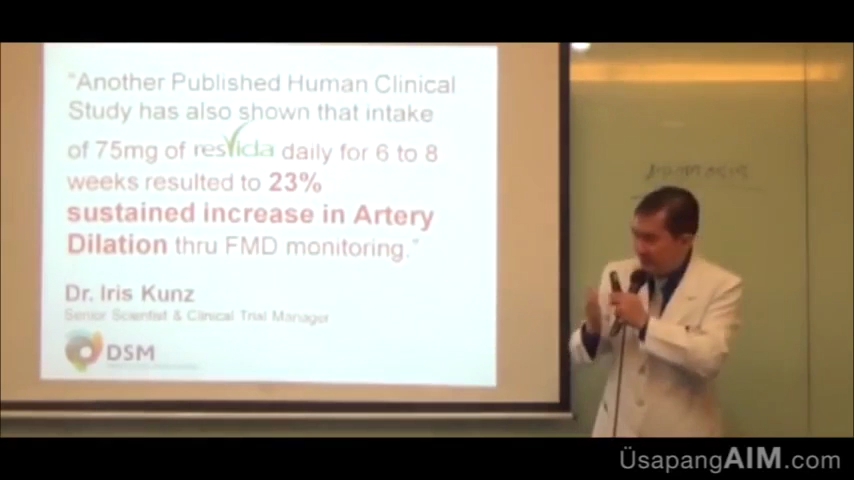 "Another Published Human Clinical
Study has also shown that intake
of 75mg of resVida daily for 6 to 8
weeks resulted to 23%
sustained increase in Artery
Dilation thru FMD monitoring."
Dr. Iris Kunz
Senior Scientist & Clinical Trial Manager
DSM
ÜsapangAIM.com